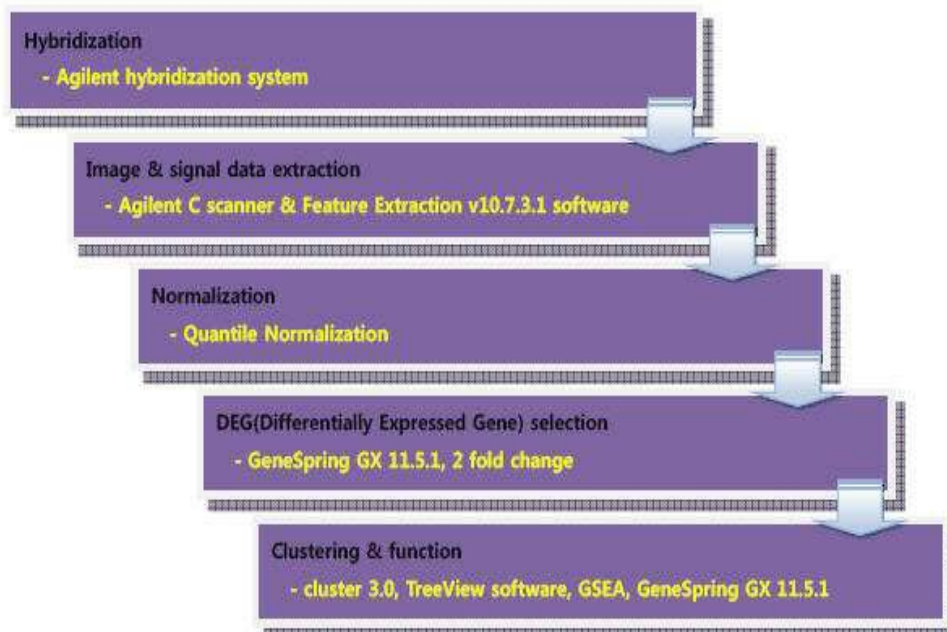 Hybridization
- Agilent hybridization system
Image & signal data extraction
- Agilent C scanner & Feature Extraction v10.7.3.1 software
Normalization
- Quantile Normalization
DEG(Differentially Expressed Gene) selection
- GeneSpring GX 11.5.1, 2 fold change
Clustering & function
- cluster 3.0, TreeView software, GSEA, GeneSpring GX 11.5.1